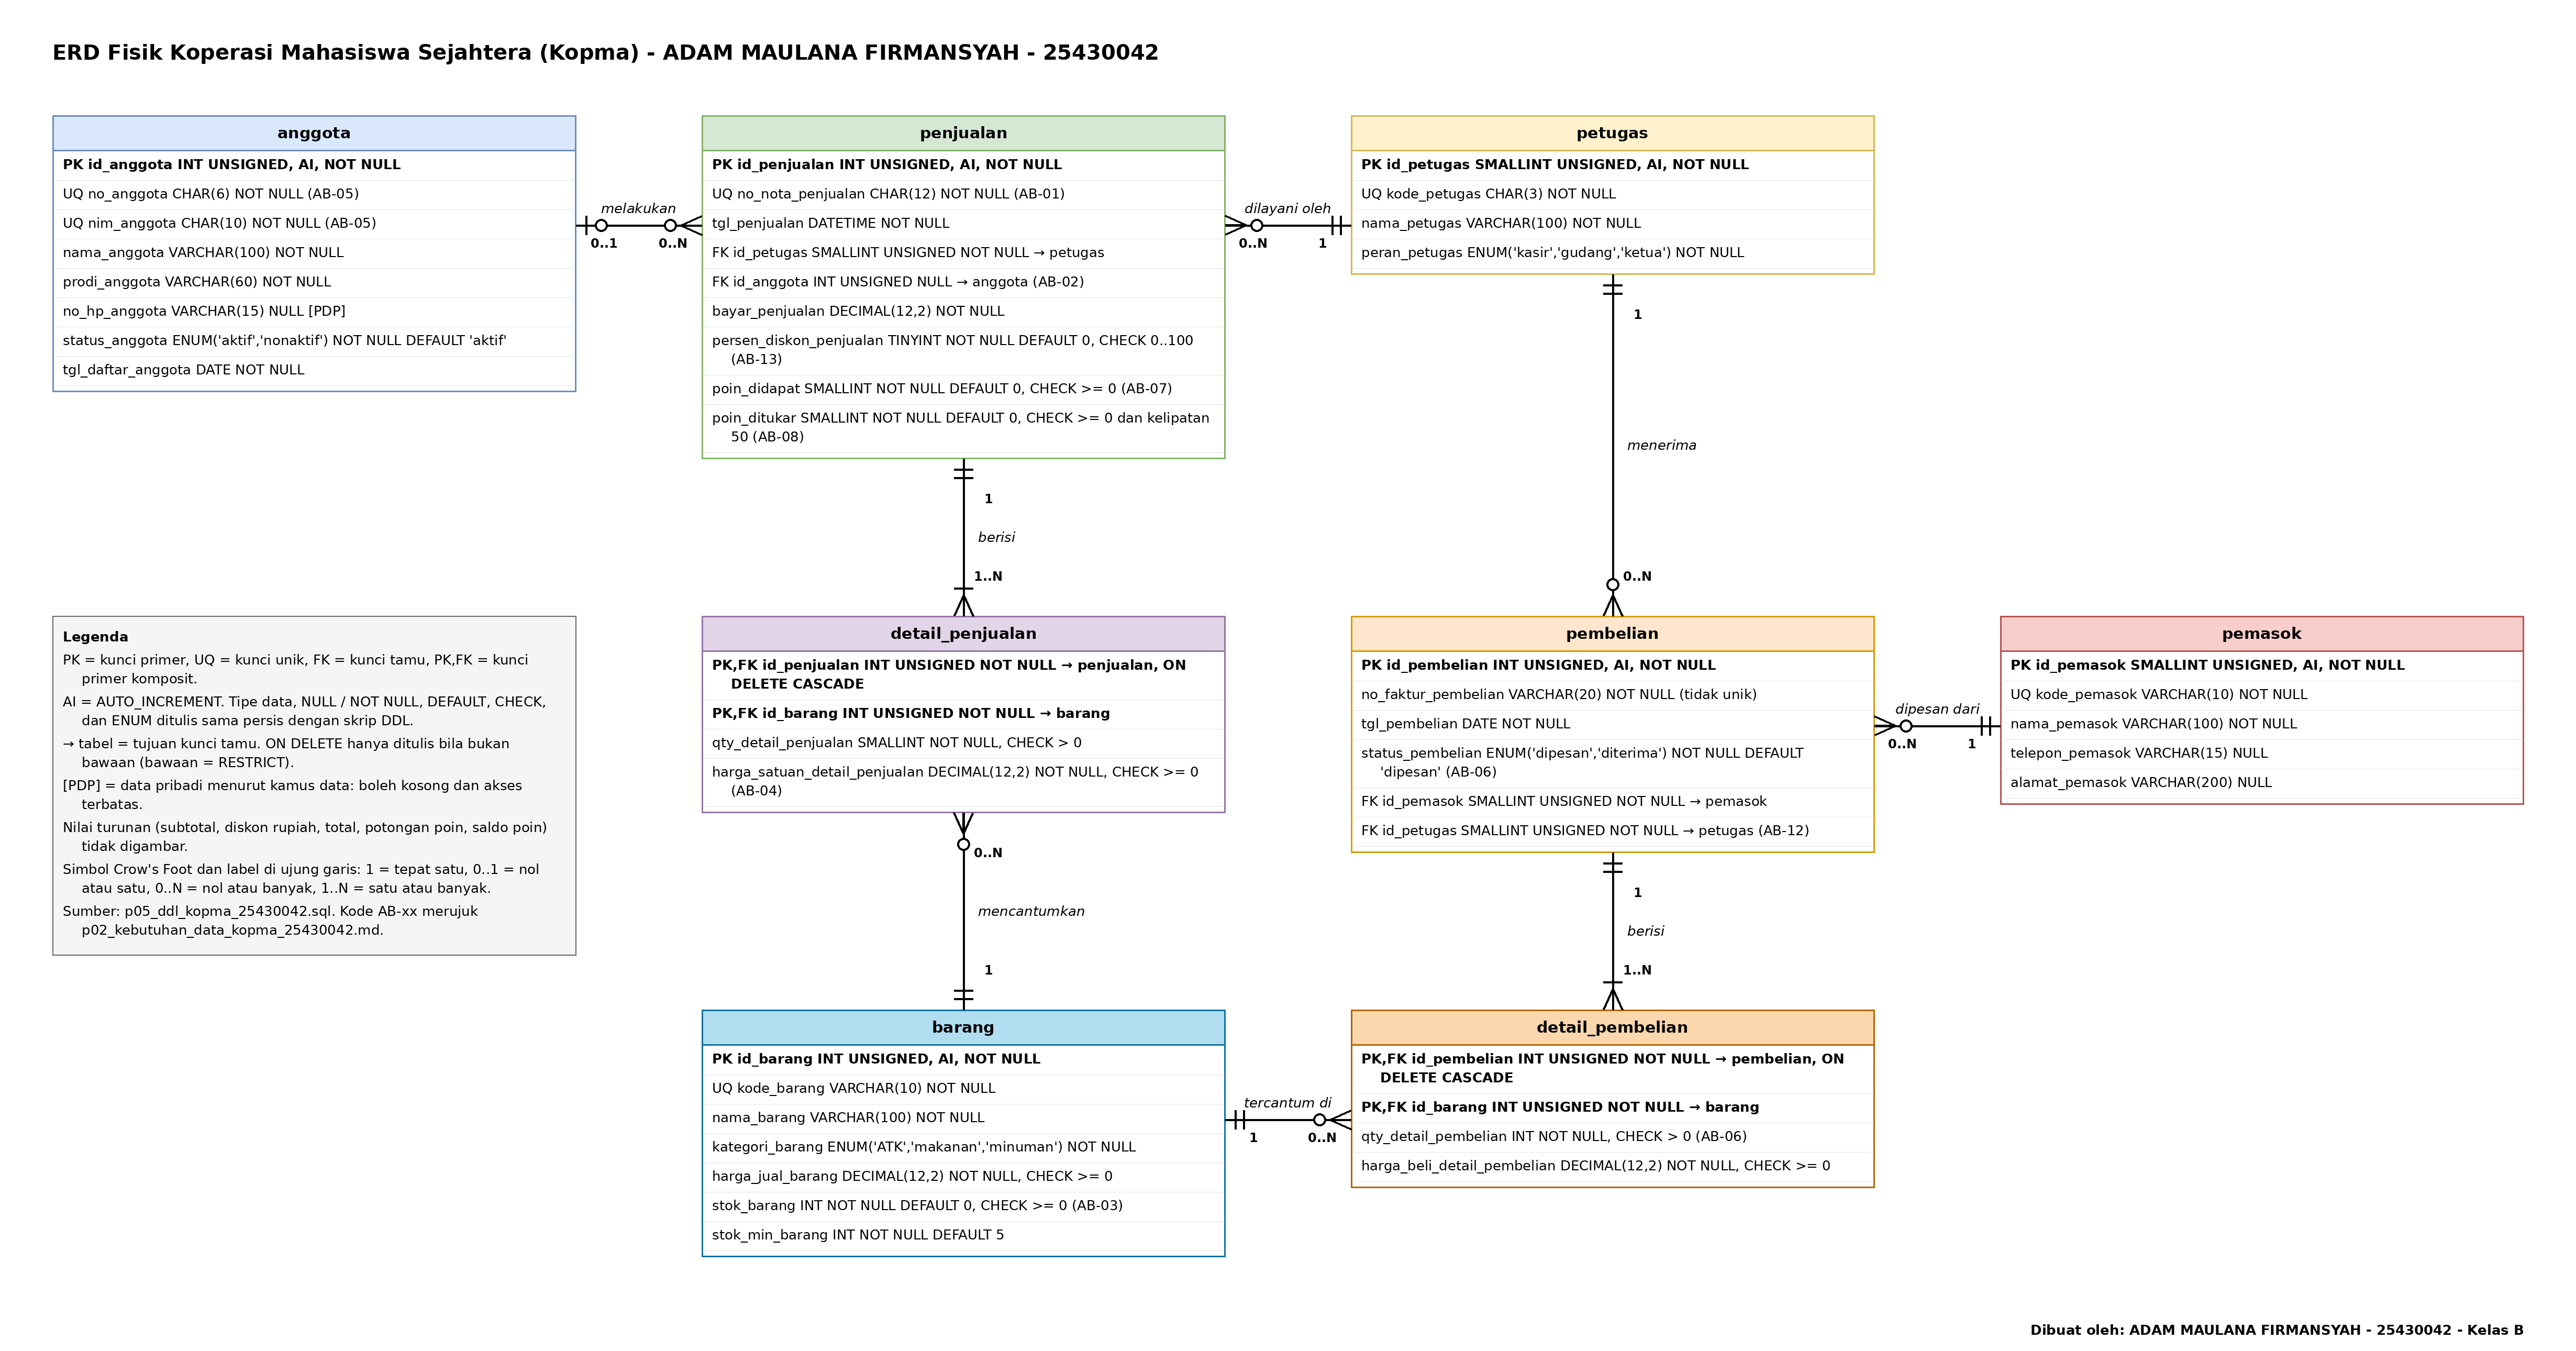 ERD Fisik Koperasi Mahasiswa Sejahtera (Kopma) - ADAM MAULANA FIRMANSYAH - 25430042
anggota
PK id_anggota INT UNSIGNED, AI, NOT NULL
UQ no_anggota CHAR(6) NOT NULL (AB-05)
UQ nim_anggota CHAR(10) NOT NULL (AB-05)
nama_anggota VARCHAR(100) NOT NULL
prodi_anggota VARCHAR(60) NOT NULL
no_hp_anggota VARCHAR(15) NULL [PDP]
status_anggota ENUM('aktif','nonaktif') NOT NULL DEFAULT 'aktif'
tgl_daftar_anggota DATE NOT NULL
melakukan
0..1
0..N
penjualan
PK id_penjualan INT UNSIGNED, AI, NOT NULL
UQ no_nota_penjualan CHAR(12) NOT NULL (AB-01)
tgl_penjualan DATETIME NOT NULL
FK id_petugas SMALLINT UNSIGNED NOT NULL → petugas
FK id_anggota INT UNSIGNED NULL → anggota (AB-02)
bayar_penjualan DECIMAL(12,2) NOT NULL
persen_diskon_penjualan TINYINT NOT NULL DEFAULT 0, CHECK 0..100
(AB-13)
poin_didapat SMALLINT NOT NULL DEFAULT 0, CHECK >= 0 (AB-07)
poin_ditukar SMALLINT NOT NULL DEFAULT 0, CHECK >= 0 dan kelipatan
50 (AB-08)
dilayani oleh
0..N
1
petugas
PK id_petugas SMALLINT UNSIGNED, AI, NOT NULL
UQ kode_petugas CHAR(3) NOT NULL
nama_petugas VARCHAR(100) NOT NULL
peran_petugas ENUM('kasir','gudang','ketua') NOT NULL
1
menerima
0..N
1
berisi
1..N
Legenda
PK = kunci primer, UQ = kunci unik, FK = kunci tamu, PK,FK = kunci
primer komposit.
AI = AUTO_INCREMENT. Tipe data, NULL / NOT NULL, DEFAULT, CHECK,
dan ENUM ditulis sama persis dengan skrip DDL.
→ tabel = tujuan kunci tamu. ON DELETE hanya ditulis bila bukan
bawaan (bawaan = RESTRICT).
[PDP] = data pribadi menurut kamus data: boleh kosong dan akses
terbatas.
Nilai turunan (subtotal, diskon rupiah, total, potongan poin, saldo poin)
tidak digambar.
Simbol Crow's Foot dan label di ujung garis: 1 = tepat satu, 0..1 = nol
atau satu, 0..N = nol atau banyak, 1..N = satu atau banyak.
Sumber: p05_ddl_kopma_25430042.sql. Kode AB-xx merujuk
p02_kebutuhan_data_kopma_25430042.md.
detail_penjualan
PK,FK id_penjualan INT UNSIGNED NOT NULL → penjualan, ON
DELETE CASCADE
PK,FK id_barang INT UNSIGNED NOT NULL → barang
qty_detail_penjualan SMALLINT NOT NULL, CHECK > 0
harga_satuan_detail_penjualan DECIMAL(12,2) NOT NULL, CHECK >= 0
(AB-04)
pembelian
PK id_pembelian INT UNSIGNED, AI, NOT NULL
no_faktur_pembelian VARCHAR(20) NOT NULL (tidak unik)
tgl_pembelian DATE NOT NULL
status_pembelian ENUM('dipesan','diterima') NOT NULL DEFAULT
'dipesan' (AB-06)
FK id_pemasok SMALLINT UNSIGNED NOT NULL → pemasok
FK id_petugas SMALLINT UNSIGNED NOT NULL → petugas (AB-12)
dipesan dari
0..N
1
pemasok
PK id_pemasok SMALLINT UNSIGNED, AI, NOT NULL
UQ kode_pemasok VARCHAR(10) NOT NULL
nama_pemasok VARCHAR(100) NOT NULL
telepon_pemasok VARCHAR(15) NULL
alamat_pemasok VARCHAR(200) NULL
0..N
mencantumkan
1
1
berisi
1..N
barang
PK id_barang INT UNSIGNED, AI, NOT NULL
UQ kode_barang VARCHAR(10) NOT NULL
nama_barang VARCHAR(100) NOT NULL
kategori_barang ENUM('ATK','makanan','minuman') NOT NULL
harga_jual_barang DECIMAL(12,2) NOT NULL, CHECK >= 0
stok_barang INT NOT NULL DEFAULT 0, CHECK >= 0 (AB-03)
stok_min_barang INT NOT NULL DEFAULT 5
tercantum di
1
0..N
detail_pembelian
PK,FK id_pembelian INT UNSIGNED NOT NULL → pembelian, ON
DELETE CASCADE
PK,FK id_barang INT UNSIGNED NOT NULL → barang
qty_detail_pembelian INT NOT NULL, CHECK > 0 (AB-06)
harga_beli_detail_pembelian DECIMAL(12,2) NOT NULL, CHECK >= 0
Dibuat oleh: ADAM MAULANA FIRMANSYAH - 25430042 - Kelas B